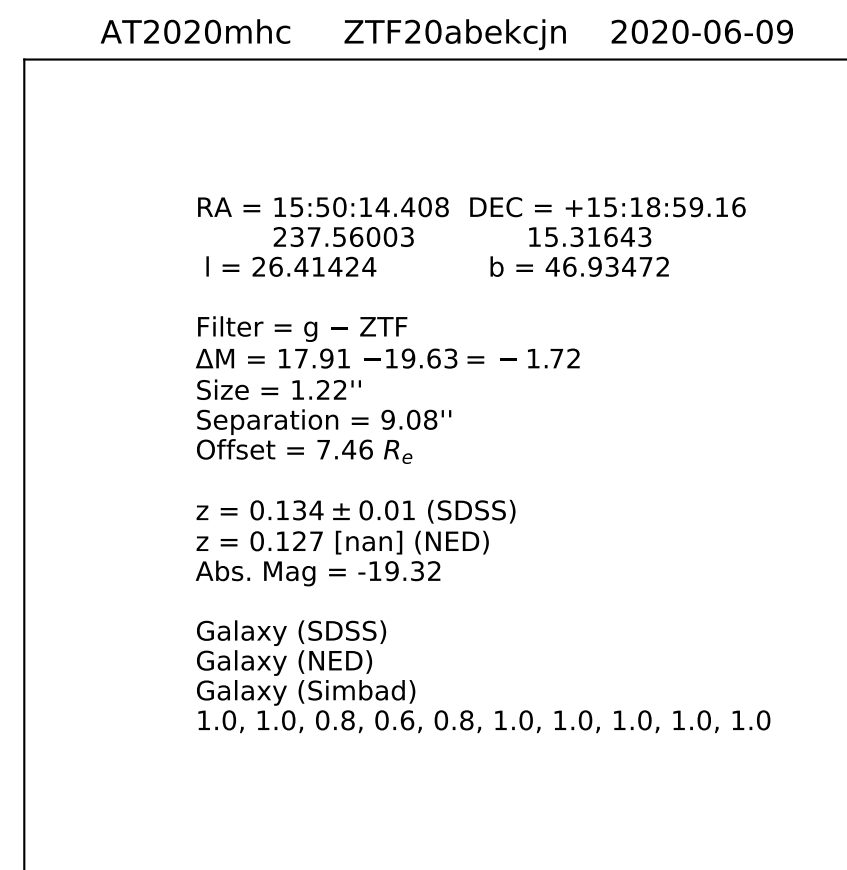 AT2020mhc ZTF20abekcjn 2020-06-09
RA = 15:50:14.408 DEC = +15:18:59.16
237.56003 15.31643
l = 26.41424 b = 46.93472
Filter = g − ZTF
ΔM = 17.91 −19.63 = − 1.72
Size = 1.22''
Separation = 9.08''
Offset = 7.46 Rₑ
z = 0.134 ± 0.01 (SDSS)
z = 0.127 [nan] (NED)
Abs. Mag = -19.32
Galaxy (SDSS)
Galaxy (NED)
Galaxy (Simbad)
1.0, 1.0, 0.8, 0.6, 0.8, 1.0, 1.0, 1.0, 1.0, 1.0